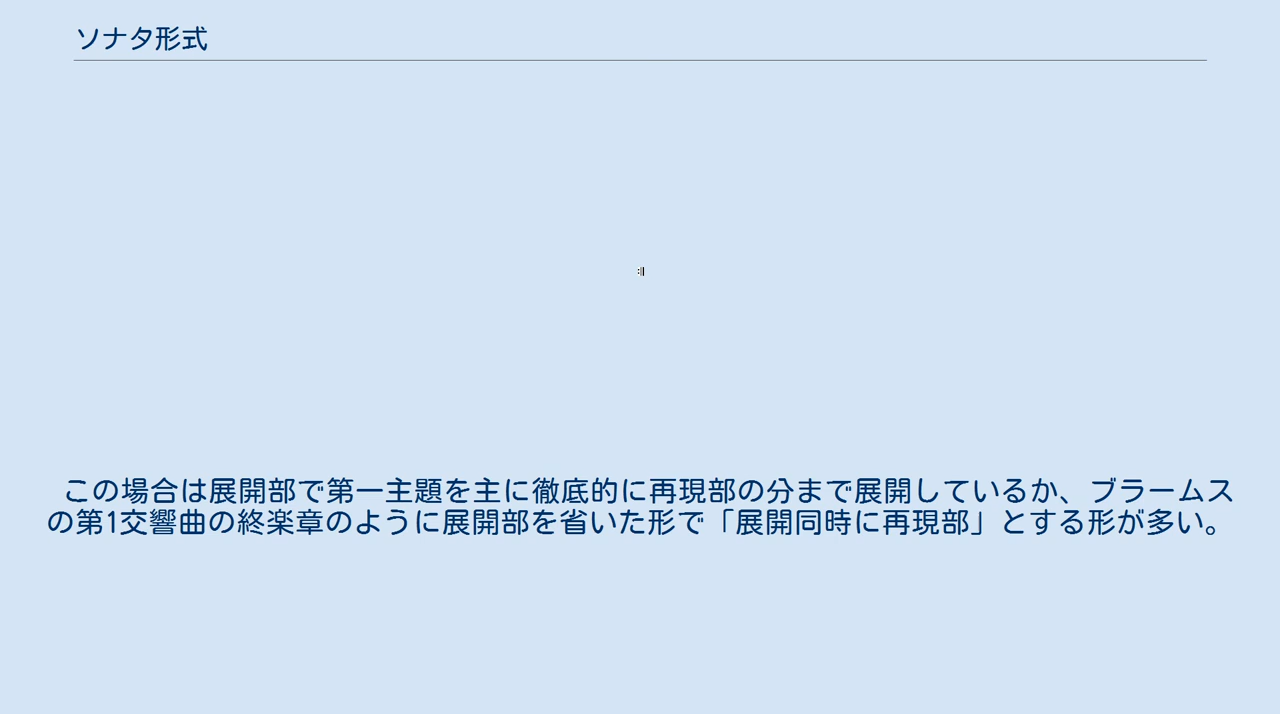 ソナタ形式
この場合は展開部で第一主題を主に徹底的に再現部の分まで展開しているか、ブラームス
の第1交響曲の終楽章のように展開部を省いた形で「展開同時に再現部」とする形が多い。